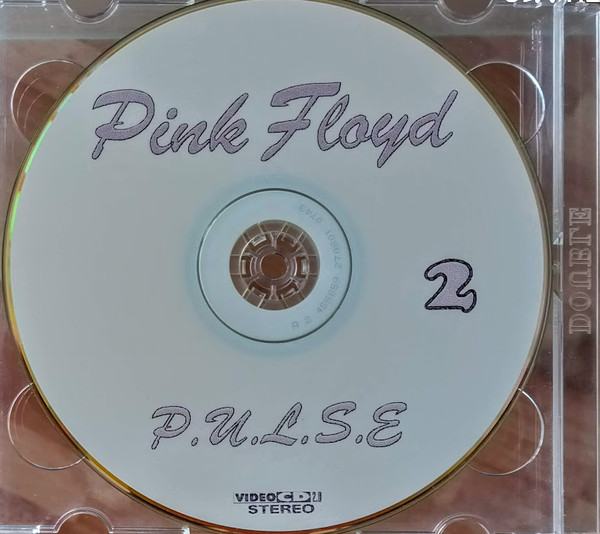 Pink Floyd
2
P.U.L.S.E
VIDEO CD
STEREO
DOUBLE